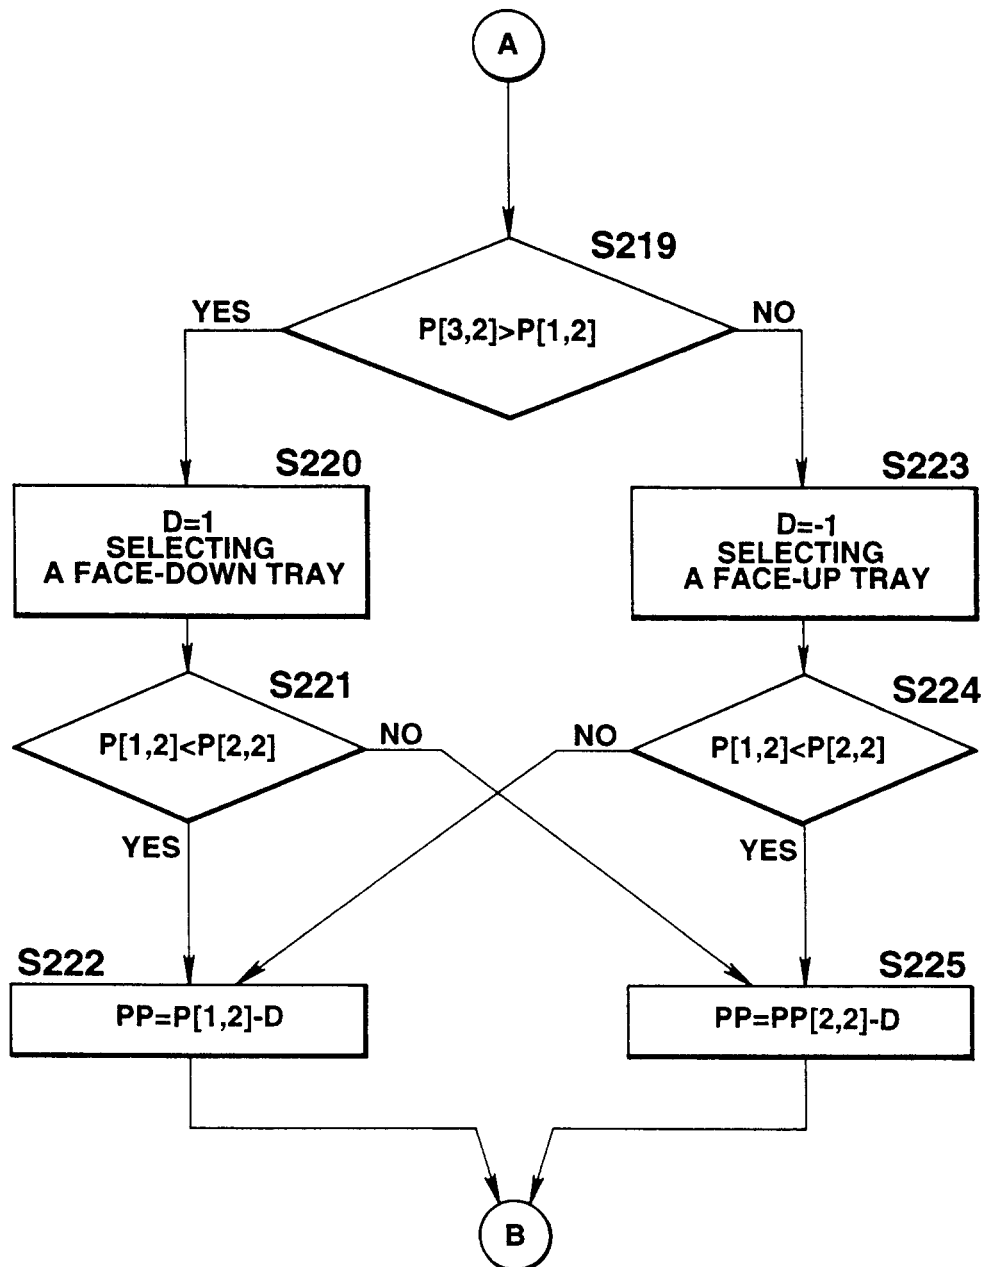 A
S219
YES
P[3,2]>P[1,2]
NO
S220
D=1
SELECTING
A FACE-DOWN TRAY
S223
D=-1
SELECTING
A FACE-UP TRAY
S221
P[1,2]<P[2,2]
NO
YES
S224
NO
P[1,2]<P[2,2]
YES
S222
PP=P[1,2]-D
S225
PP=PP[2,2]-D
B